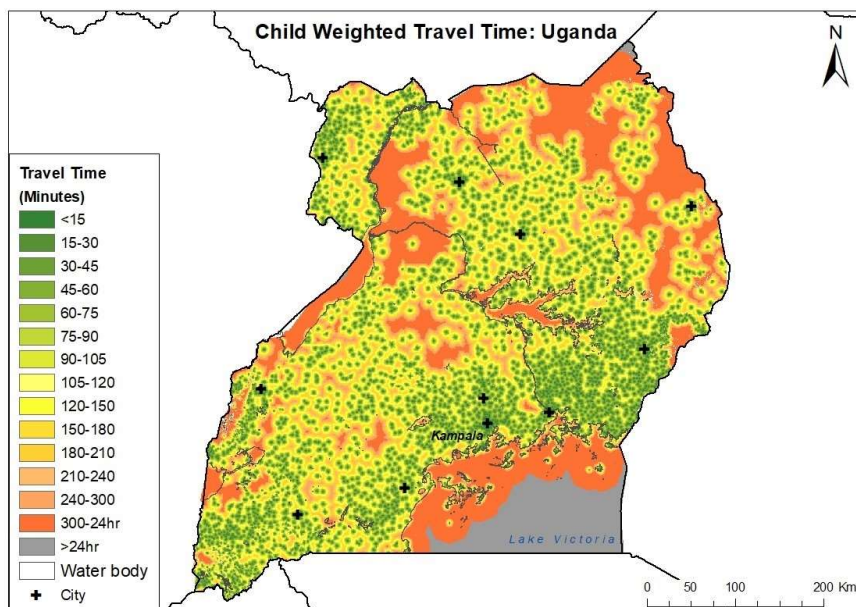 Child Weighted Travel Time: Uganda
N
Travel Time
(Minutes)
<15
15-30
30-45
45-60
60-75
75-90
90-105
105-120
120-150
150-180
180-210
210-240
240-300
300-24hr
>24hr
Water body
City
Kampala
Lake Victoria
0 50 100 200 Km